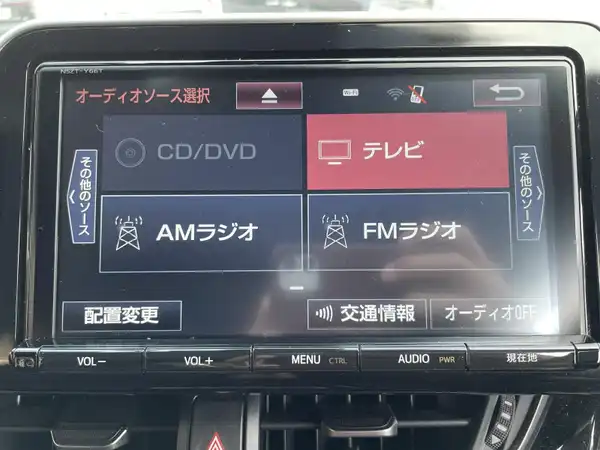 NSZT-Y66T
オーディオソース選択
Wi-Fi
CD/DVD
テレビ
その他のソース
その他のソース
AMラジオ
FMラジオ
配置変更
交通情報
オーディオOFF
VOL−
VOL+
MENU CTRL
AUDIO PWR
現在地